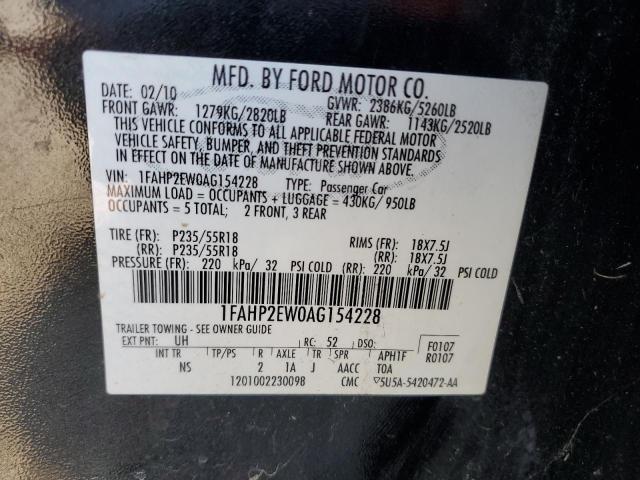 MFD. BY FORD MOTOR CO.
DATE: 02/10 GVWR: 2386KG/5260LB
FRONT GAWR: 1279KG/2820LB REAR GAWR: 1143KG/2520LB
THIS VEHICLE CONFORMS TO ALL APPLICABLE FEDERAL MOTOR
VEHICLE SAFETY, BUMPER, AND THEFT PREVENTION STANDARDS
IN EFFECT ON THE DATE OF MANUFACTURE SHOWN ABOVE.
VIN: 1FAHP2EW0AG154228 TYPE: Passenger Car
MAXIMUM LOAD = OCCUPANTS + LUGGAGE = 430KG/ 950LB
OCCUPANTS = 5 TOTAL; 2 FRONT, 3 REAR
TIRE (FR): P235/55R18 RIMS (FR): 18X7.5J
(RR): P235/55R18 (RR): 18X7.5J
PRESSURE (FR): 220 kPa/ 32 PSI COLD (RR): 220 kPa/ 32 PSI COLD
1FAHP2EW0AG154228
TRAILER TOWING - SEE OWNER GUIDE
EXT PNT: UH RC: 52 DSO: F0107
INT TR TP/PS R AXLE TR SPR APH1F R0107
NS 2 1A J AACC TOA
1201002230098 CMC 5U5A-5420472-AA